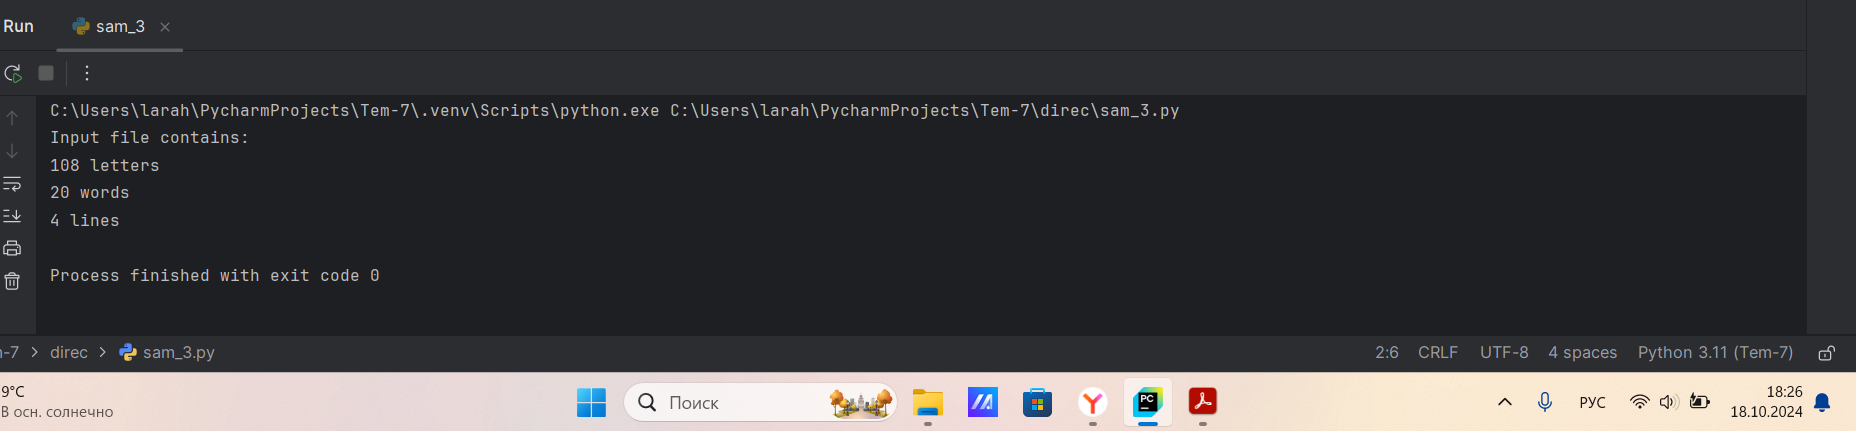 Run sam_3
C:\Users\larah\PycharmProjects\Tem-7\.venv\Scripts\python.exe C:\Users\larah\PycharmProjects\Tem-7\direc\sam_3.py
Input file contains:
108 letters
20 words
4 lines
Process finished with exit code 0
-7 > direc > sam_3.py 2:6 CRLF UTF-8 4 spaces Python 3.11 (Tem-7)
9°C
В осн. солнечно
Поиск
PC
РУС
18:26
18.10.2024